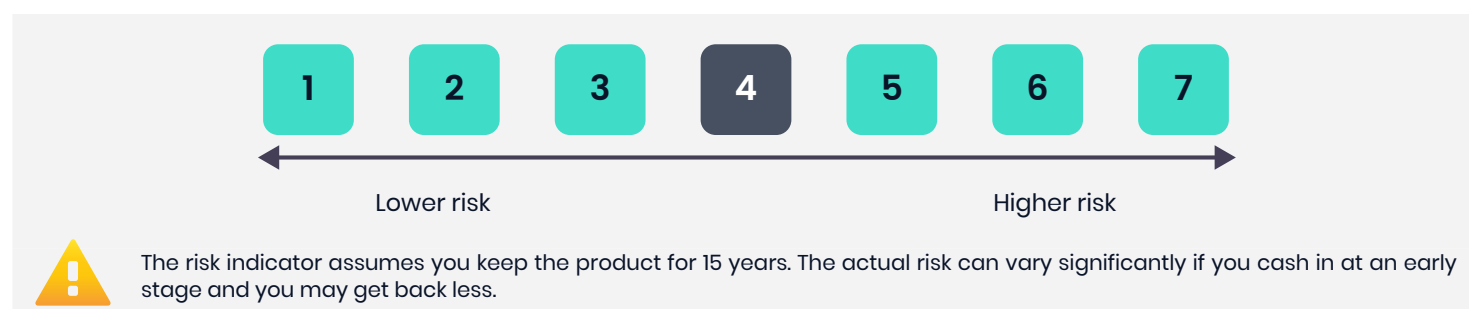 1 2 3 4 5 6 7
Lower risk Higher risk
The risk indicator assumes you keep the product for 15 years. The actual risk can vary significantly if you cash in at an early
stage and you may get back less.